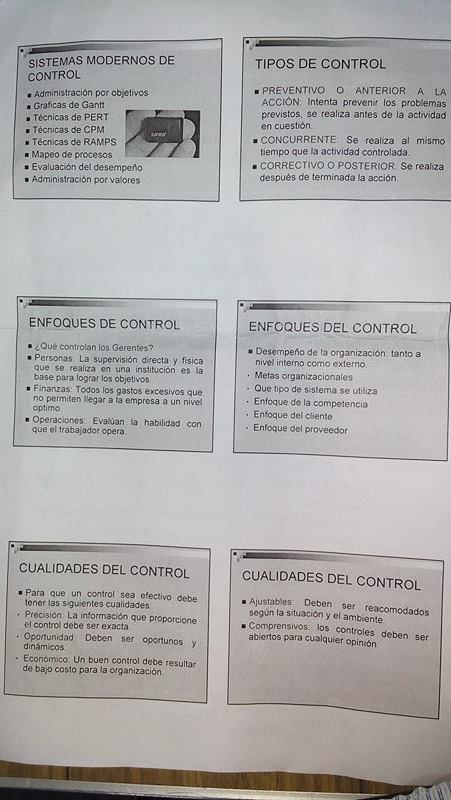 SISTEMAS MODERNOS DE
CONTROL
Administración por objetivos
Graficas de Gantt
Técnicas de PERT
Técnicas de CPM
Técnicas de RAMPS
Mapeo de procesos
Evaluación del desempeño
Administración por valores
control
TIPOS DE CONTROL
PREVENTIVO O ANTERIOR A LA
ACCIÓN: Intenta prevenir los problemas
previstos, se realiza antes de la actividad
en cuestión.
CONCURRENTE: Se realiza al mismo
tiempo que la actividad controlada.
CORRECTIVO O POSTERIOR: Se realiza
después de terminada la acción.
ENFOQUES DE CONTROL
¿Qué controlan los Gerentes?
Personas: La supervisión directa y física
que se realiza en una institución es la
base para lograr los objetivos.
Finanzas: Todos los gastos excesivos que
no permiten llegar a la empresa a un nivel
optimo.
Operaciones: Evalúan la habilidad con
que el trabajador opera.
ENFOQUES DEL CONTROL
Desempeño de la organización: tanto a
nivel interno como externo.
Metas organizacionales
Que tipo de sistema se utiliza
Enfoque de la competencia
Enfoque del cliente
Enfoque del proveedor
CUALIDADES DEL CONTROL
Para que un control sea efectivo debe
tener las siguientes cualidades:
Precisión: La información que proporcione
el control debe ser exacta.
Oportunidad: Deben ser oportunos y
dinámicos.
Económico: Un buen control debe resultar
de bajo costo para la organización.
CUALIDADES DEL CONTROL
Ajustables: Deben ser reacomodados
según la situación y el ambiente.
Comprensivos: los controles deben ser
abiertos para cualquier opinión.